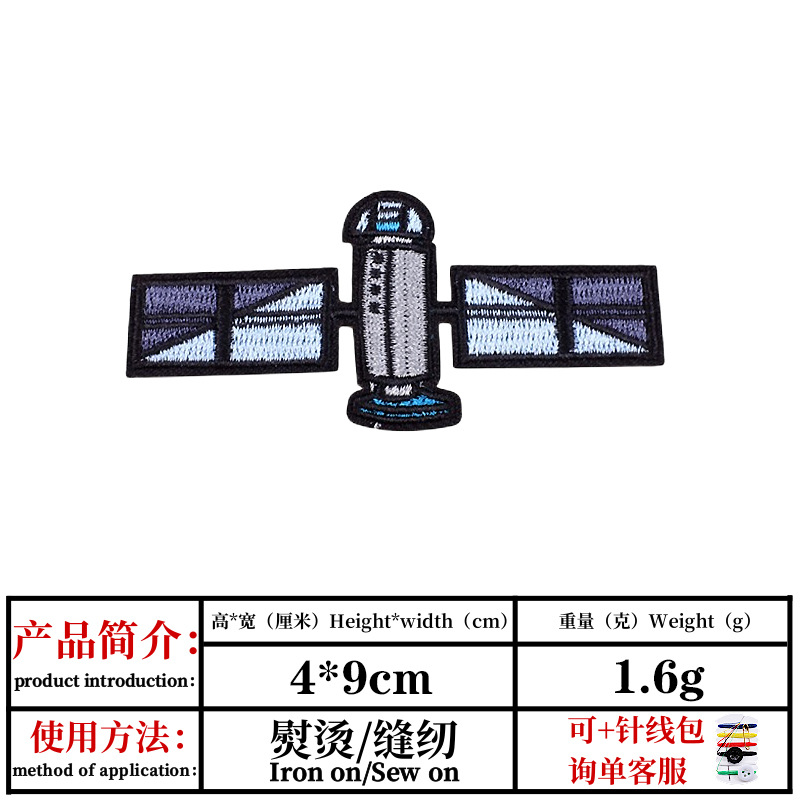 产品简介：
product introduction：
高*宽（厘米）Height*width（cm）
重量（克）Weight（g）
4*9cm
1.6g
使用方法：
method of application：
熨烫/缝纫
Iron on/Sew on
可+针线包
询单客服